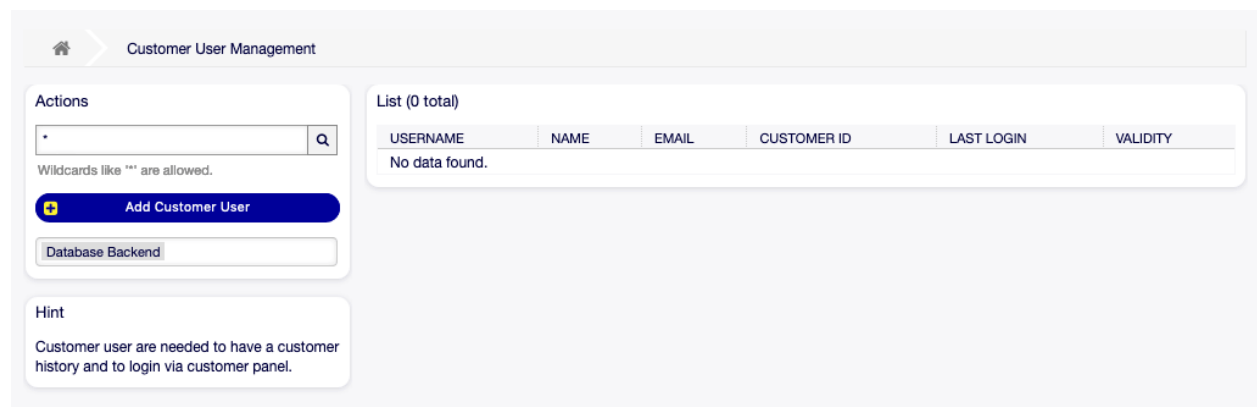 Customer User Management
Actions
*
Wildcards like '*' are allowed.
Add Customer User
Database Backend
Hint
Customer user are needed to have a customer
history and to login via customer panel.
List (0 total)
USERNAME NAME EMAIL CUSTOMER ID LAST LOGIN VALIDITY
No data found.